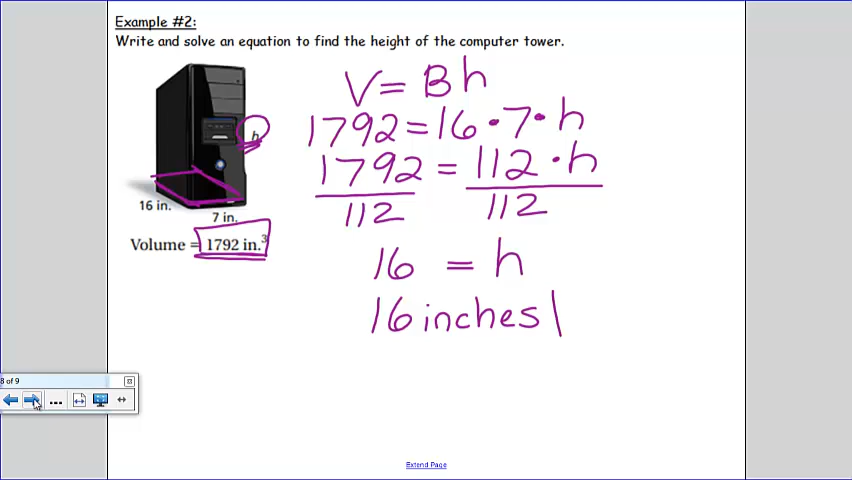 Example #2:
Write and solve an equation to find the height of the computer tower.
V = Bh
1792 = 16 • 7 • h
1792 = 112 • h
112 112
h
16 in.
7 in.
Volume = 1792 in.³
16 = h
16 inches
8 of 9
...
Extend Page